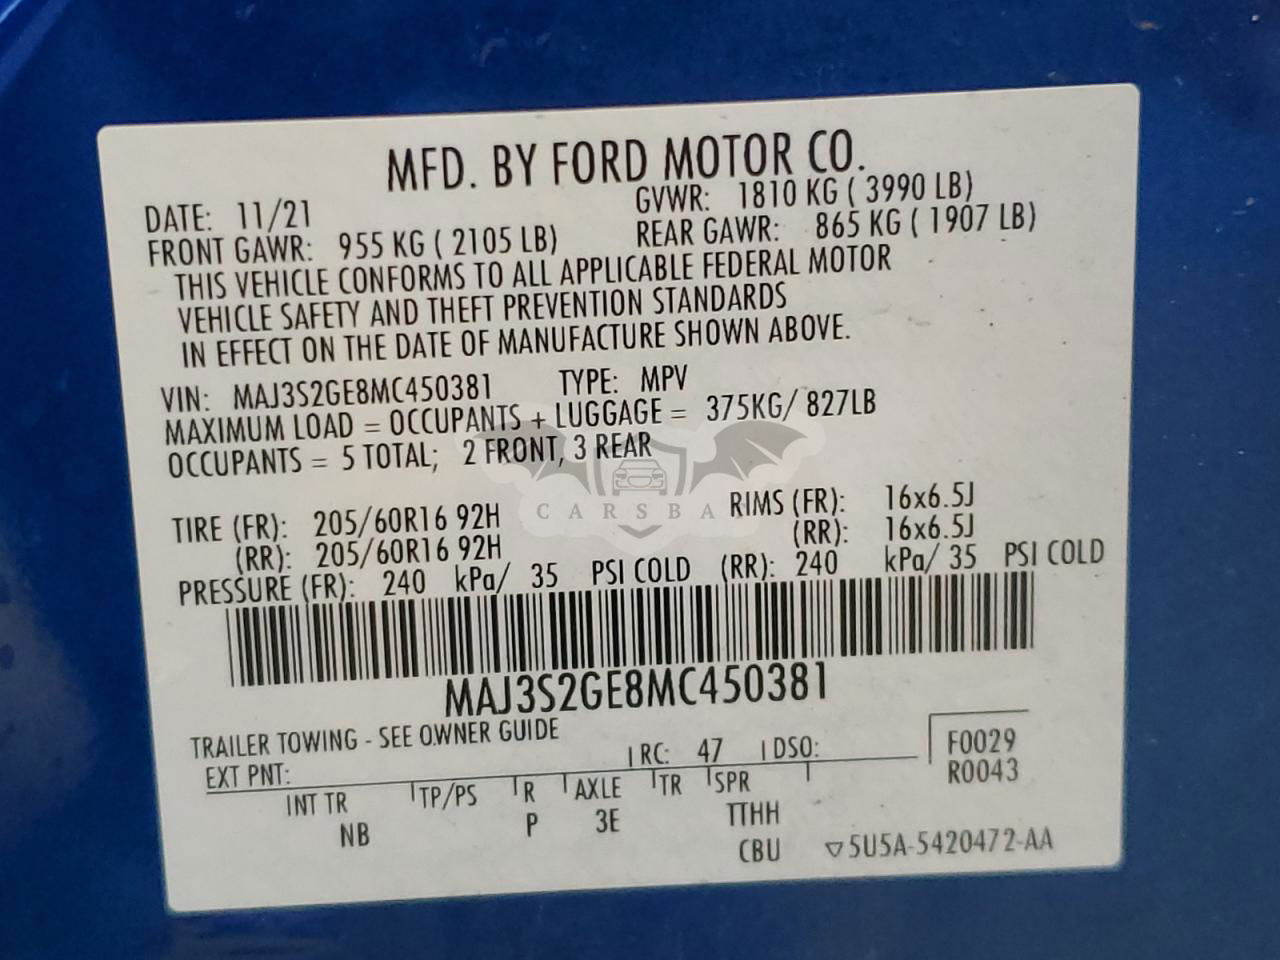 MFD. BY FORD MOTOR CO.
DATE: 11/21 GVWR: 1810 KG ( 3990 LB)
FRONT GAWR: 955 KG ( 2105 LB) REAR GAWR: 865 KG ( 1907 LB)
THIS VEHICLE CONFORMS TO ALL APPLICABLE FEDERAL MOTOR
VEHICLE SAFETY AND THEFT PREVENTION STANDARDS
IN EFFECT ON THE DATE OF MANUFACTURE SHOWN ABOVE.
VIN: MAJ3S2GE8MC450381 TYPE: MPV
MAXIMUM LOAD = OCCUPANTS + LUGGAGE = 375KG/ 827LB
OCCUPANTS = 5 TOTAL; 2 FRONT, 3 REAR
CARSBA
TIRE (FR): 205/60R16 92H RIMS (FR): 16x6.5J
(RR): 205/60R16 92H (RR): 16x6.5J
PRESSURE (FR): 240 kPa/ 35 PSI COLD (RR): 240 kPa/ 35 PSI COLD
MAJ3S2GE8MC450381
TRAILER TOWING - SEE OWNER GUIDE
EXT PNT: RC: 47 DSO: F0029
R0043
INT TR TP/PS R AXLE TR SPR
NB P 3E TTHH
CBU ▽5U5A-5420472-AA